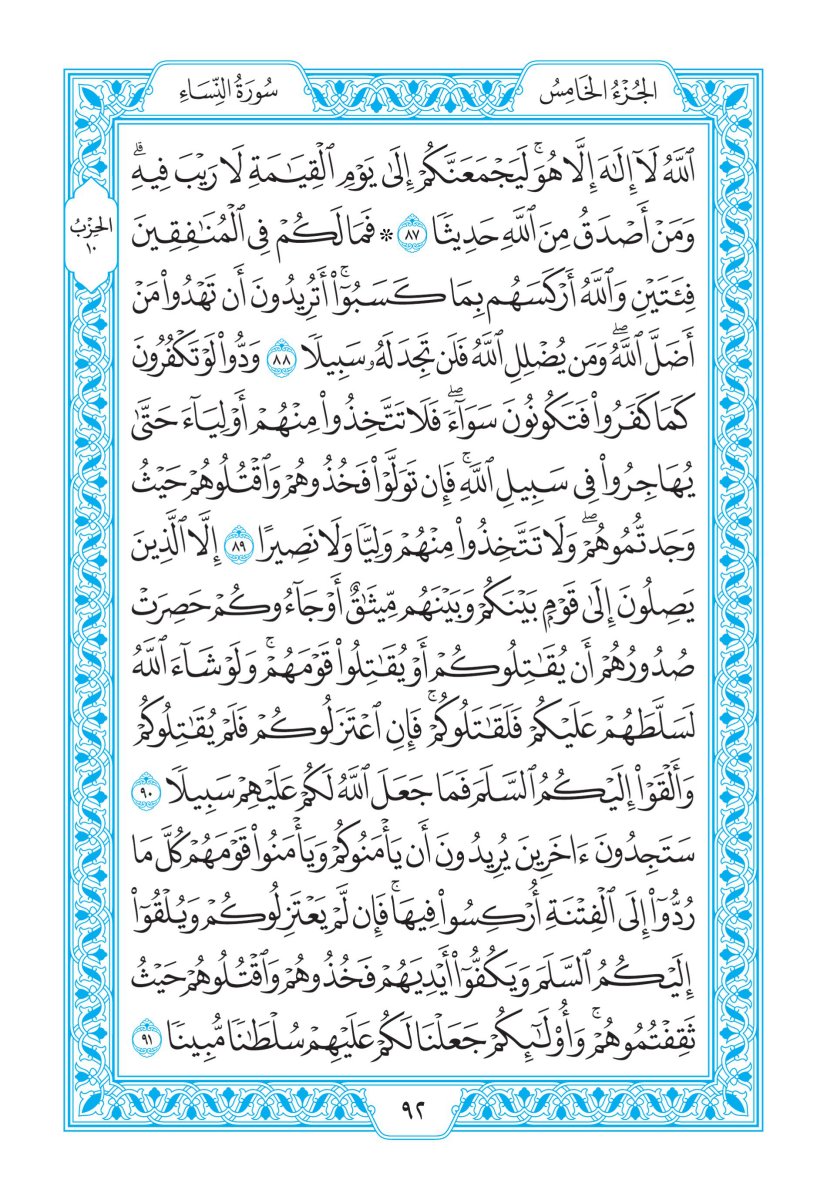 الجُزْءُ الخَامِسُ
سُورَةُ النِّسَاءِ
ٱللَّهُ لَآ إِلَٰهَ إِلَّا هُوَۚ لَيَجْمَعَنَّكُمْ إِلَىٰ يَوْمِ ٱلْقِيَٰمَةِ لَا رَيْبَ فِيهِۗ
وَمَنْ أَصْدَقُ مِنَ ٱللَّهِ حَدِيثًا ٨٧ ۞ فَمَا لَكُمْ فِى ٱلْمُنَٰفِقِينَ
الحِزْبُ
١٠
فِئَتَيْنِ وَٱللَّهُ أَرْكَسَهُم بِمَا كَسَبُوٓا۟ۚ أَتُرِيدُونَ أَن تَهْدُوا۟ مَنْ
أَضَلَّ ٱللَّهُۖ وَمَن يُضْلِلِ ٱللَّهُ فَلَن تَجِدَ لَهُۥ سَبِيلًا ٨٨ وَدُّوا۟ لَوْ تَكْفُرُونَ
كَمَا كَفَرُوا۟ فَتَكُونُونَ سَوَآءًۖ فَلَا تَتَّخِذُوا۟ مِنْهُمْ أَوْلِيَآءَ حَتَّىٰ
يُهَاجِرُوا۟ فِى سَبِيلِ ٱللَّهِۚ فَإِن تَوَلَّوْا۟ فَخُذُوهُمْ وَٱقْتُلُوهُمْ حَيْثُ
وَجَدتُّمُوهُمْۖ وَلَا تَتَّخِذُوا۟ مِنْهُمْ وَلِيًّا وَلَا نَصِيرًا ٨٩ إِلَّا ٱلَّذِينَ
يَصِلُونَ إِلَىٰ قَوْمٍۭ بَيْنَكُمْ وَبَيْنَهُم مِّيثَٰقٌ أَوْ جَآءُوكُمْ حَصِرَتْ
صُدُورُهُمْ أَن يُقَٰتِلُوكُمْ أَوْ يُقَٰتِلُوا۟ قَوْمَهُمْۚ وَلَوْ شَآءَ ٱللَّهُ
لَسَلَّطَهُمْ عَلَيْكُمْ فَلَقَٰتَلُوكُمْۚ فَإِنِ ٱعْتَزَلُوكُمْ فَلَمْ يُقَٰتِلُوكُمْ
وَأَلْقَوْا۟ إِلَيْكُمُ ٱلسَّلَمَ فَمَا جَعَلَ ٱللَّهُ لَكُمْ عَلَيْهِمْ سَبِيلًا ٩٠
سَتَجِدُونَ ءَاخَرِينَ يُرِيدُونَ أَن يَأْمَنُوكُمْ وَيَأْمَنُوا۟ قَوْمَهُمْ كُلَّ مَا
رُدُّوٓا۟ إِلَى ٱلْفِتْنَةِ أُرْكِسُوا۟ فِيهَاۚ فَإِن لَّمْ يَعْتَزِلُوكُمْ وَيُلْقُوٓا۟
إِلَيْكُمُ ٱلسَّلَمَ وَيَكُفُّوٓا۟ أَيْدِيَهُمْ فَخُذُوهُمْ وَٱقْتُلُوهُمْ حَيْثُ
ثَقِفْتُمُوهُمْۚ وَأُو۟لَٰٓئِكُمْ جَعَلْنَا لَكُمْ عَلَيْهِمْ سُلْطَٰنًا مُّبِينًا ٩١
٩٢